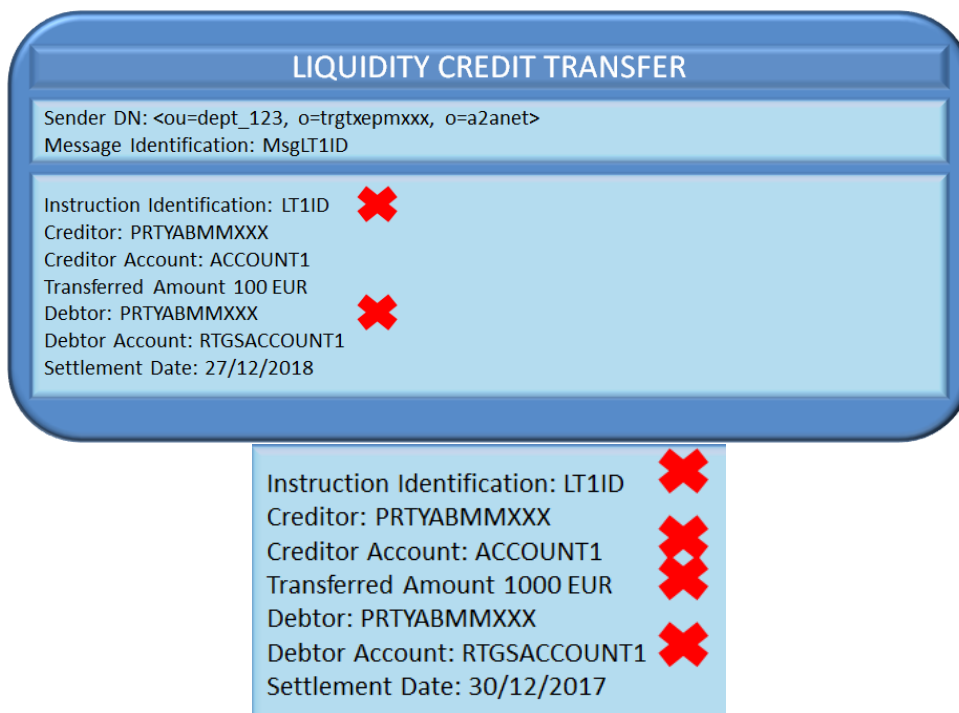 LIQUIDITY CREDIT TRANSFER
Sender DN: <ou=dept_123, o=trgtxepmxxx, o=a2anet>
Message Identification: MsgLT1ID
Instruction Identification: LT1ID
Creditor: PRTYABMMXXX
Creditor Account: ACCOUNT1
Transferred Amount 100 EUR
Debtor: PRTYABMMXXX
Debtor Account: RTGSACCOUNT1
Settlement Date: 27/12/2018
Instruction Identification: LT1ID
Creditor: PRTYABMMXXX
Creditor Account: ACCOUNT1
Transferred Amount 1000 EUR
Debtor: PRTYABMMXXX
Debtor Account: RTGSACCOUNT1
Settlement Date: 30/12/2017